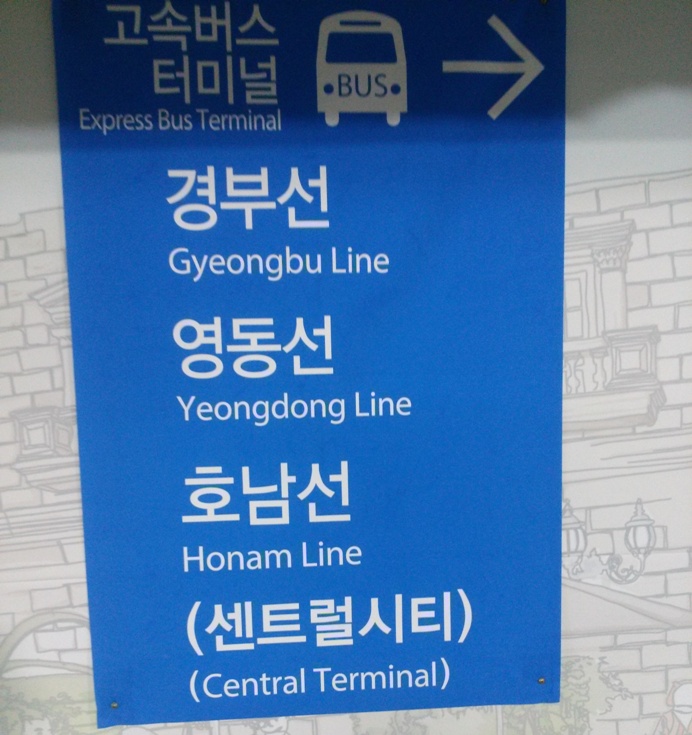 고속버스
터미널
Express Bus Terminal
BUS
경부선
Gyeongbu Line
영동선
Yeongdong Line
호남선
Honam Line
(센트럴시티)
(Central Terminal)